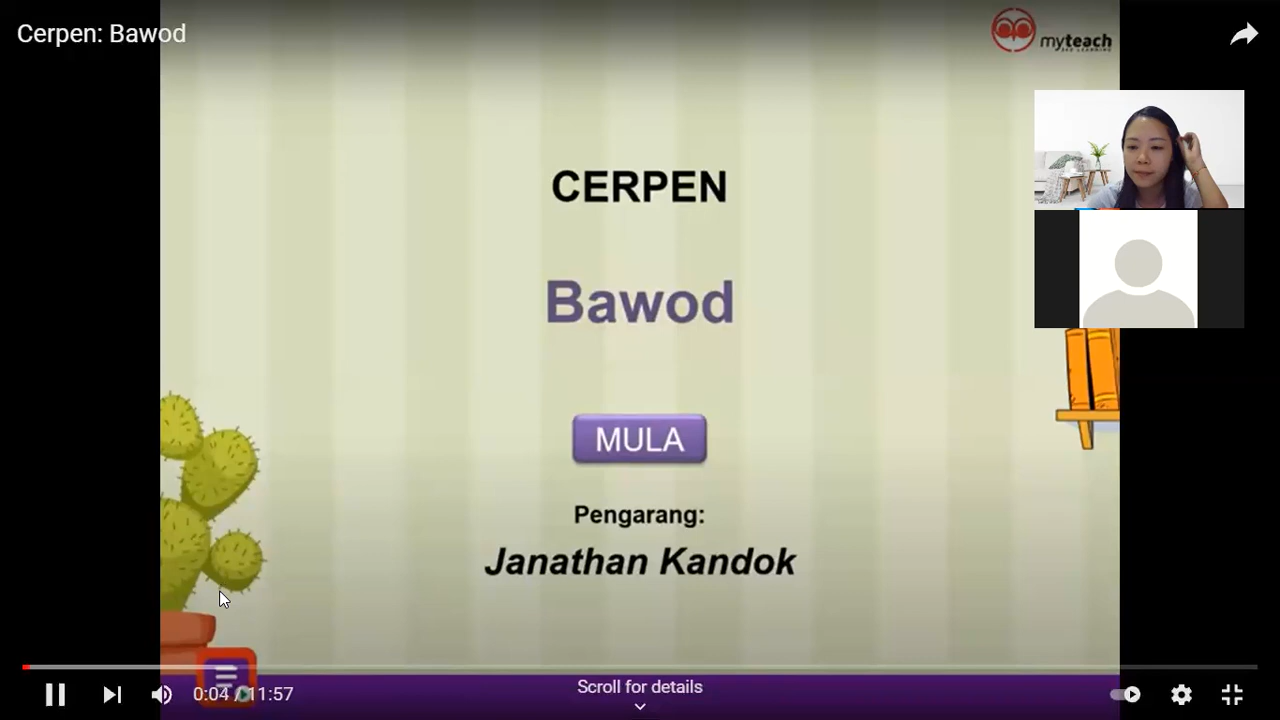 Cerpen: Bawod
myteach
CERPEN
Bawod
MULA
Pengarang:
Janathan Kandok
Scroll for details
0:04 / 11:57